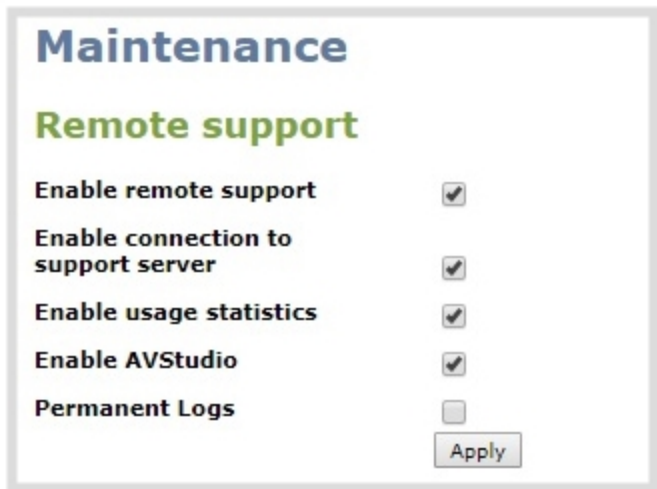 Maintenance
Remote support
Enable remote support
Enable connection to
support server
Enable usage statistics
Enable AVStudio
Permanent Logs
Apply